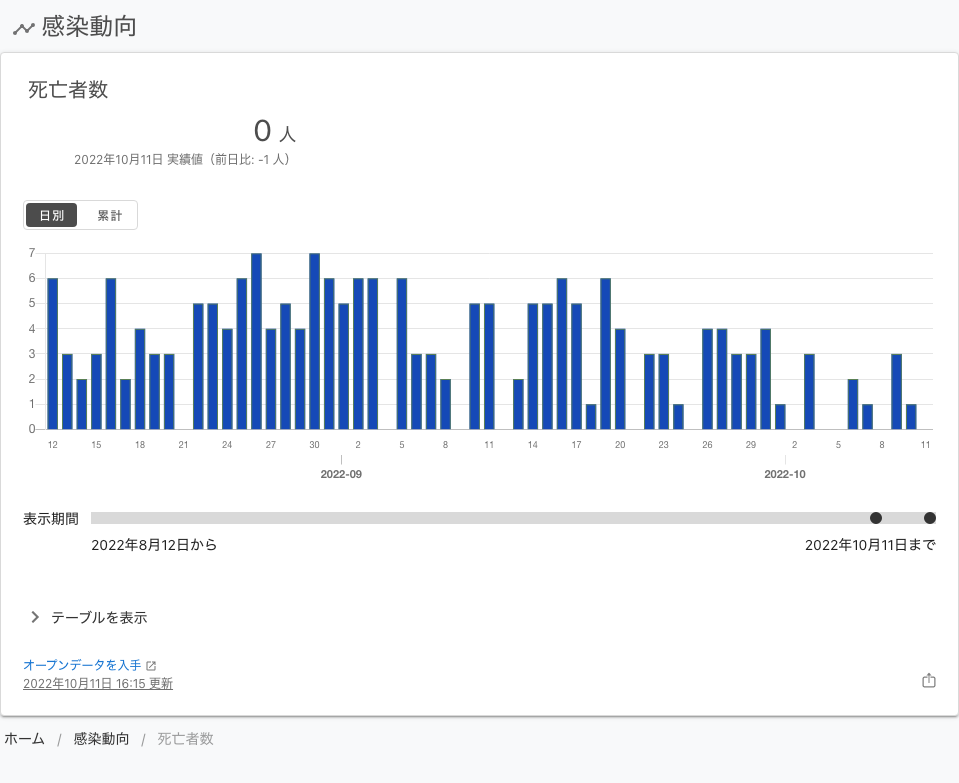 感染動向
死亡者数
0 人
2022年10月11日 実績値（前日比: -1 人）
日別 累計
7
6
5
4
3
2
1
0
12 15 18 21 24 27 30 2 5 8 11 14 17 20 23 26 29 2 5 8 11
2022-09 2022-10
表示期間
2022年8月12日から 2022年10月11日まで
テーブルを表示
オープンデータを入手
2022年10月11日 16:15 更新
ホーム / 感染動向 / 死亡者数